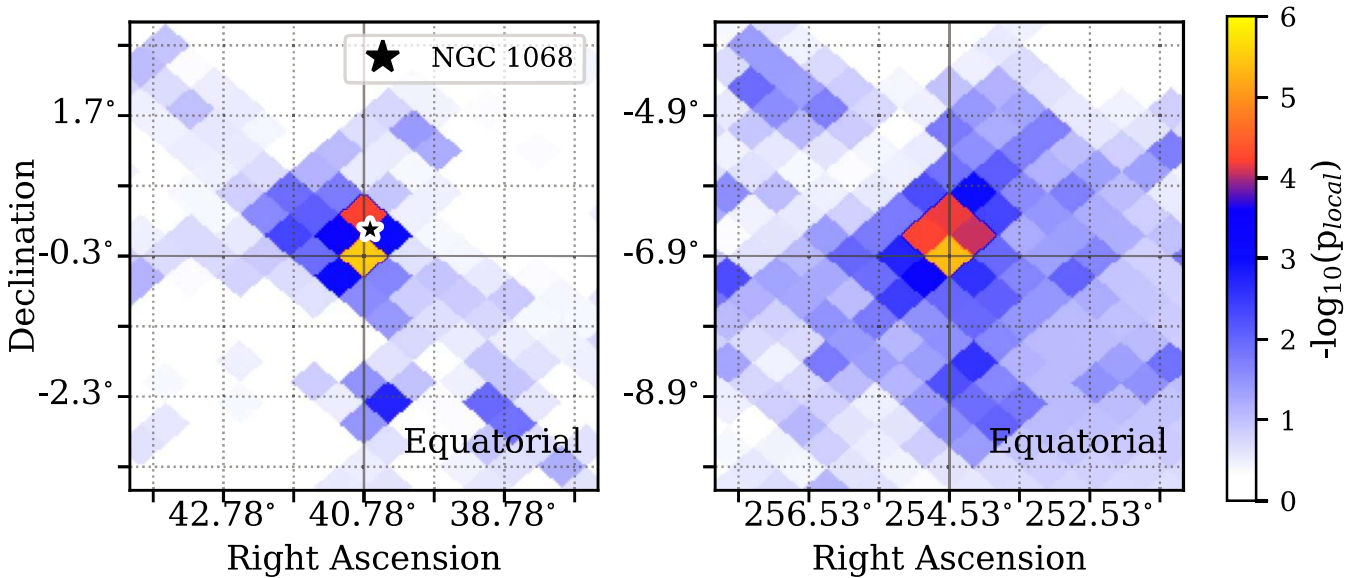 NGC 1068
Declination
1.7°
-0.3°
-2.3°
Equatorial
42.78° 40.78° 38.78°
Right Ascension
-4.9°
-6.9°
-8.9°
Equatorial
256.53° 254.53° 252.53°
Right Ascension
6
5
4
3
2
1
0
-log₁₀(p_local)